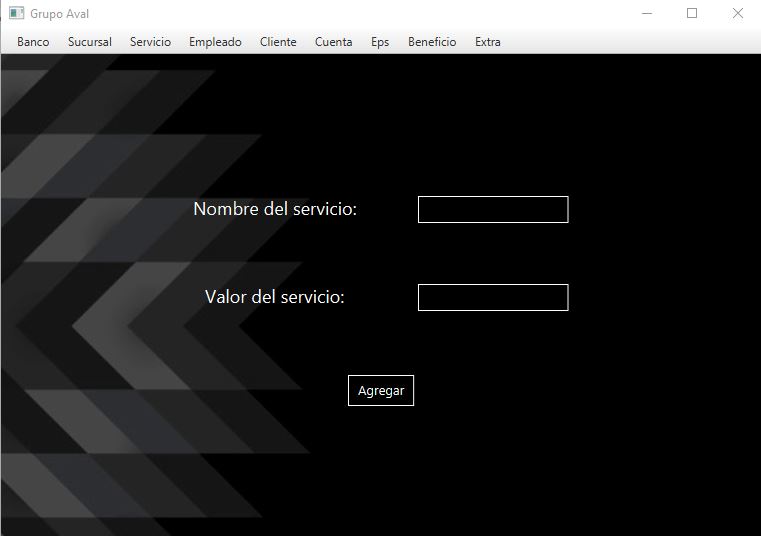 Grupo Aval
Banco Sucursal Servicio Empleado Cliente Cuenta Eps Beneficio Extra
Nombre del servicio:
Valor del servicio:
Agregar